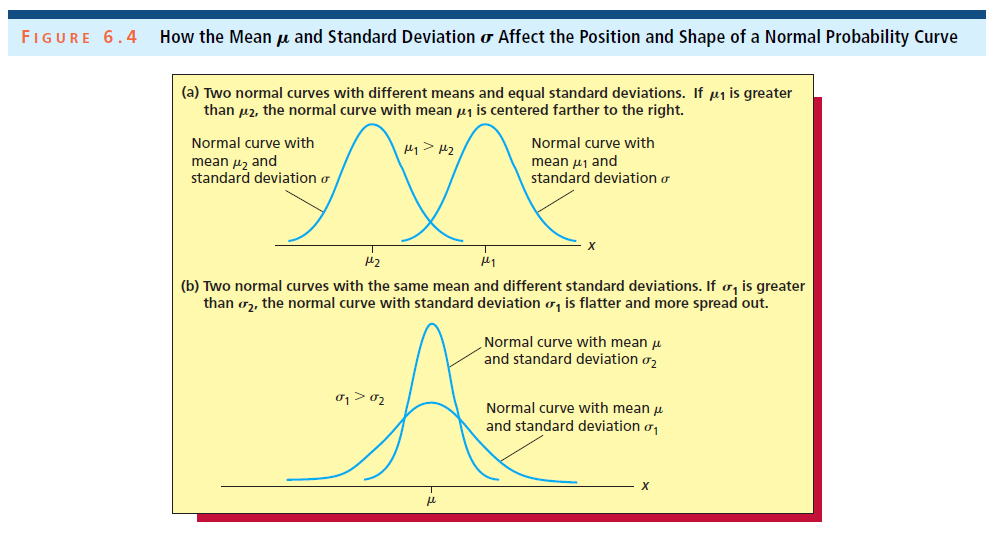 FIGURE 6.4 How the Mean μ and Standard Deviation σ Affect the Position and Shape of a Normal Probability Curve
(a) Two normal curves with different means and equal standard deviations. If μ₁ is greater
than μ₂, the normal curve with mean μ₁ is centered farther to the right.
Normal curve with
mean μ₂ and
standard deviation σ
μ₁ > μ₂
Normal curve with
mean μ₁ and
standard deviation σ
x
μ₂
μ₁
(b) Two normal curves with the same mean and different standard deviations. If σ₁ is greater
than σ₂, the normal curve with standard deviation σ₁ is flatter and more spread out.
Normal curve with mean μ
and standard deviation σ₂
σ₁ > σ₂
Normal curve with mean μ
and standard deviation σ₁
x
μ